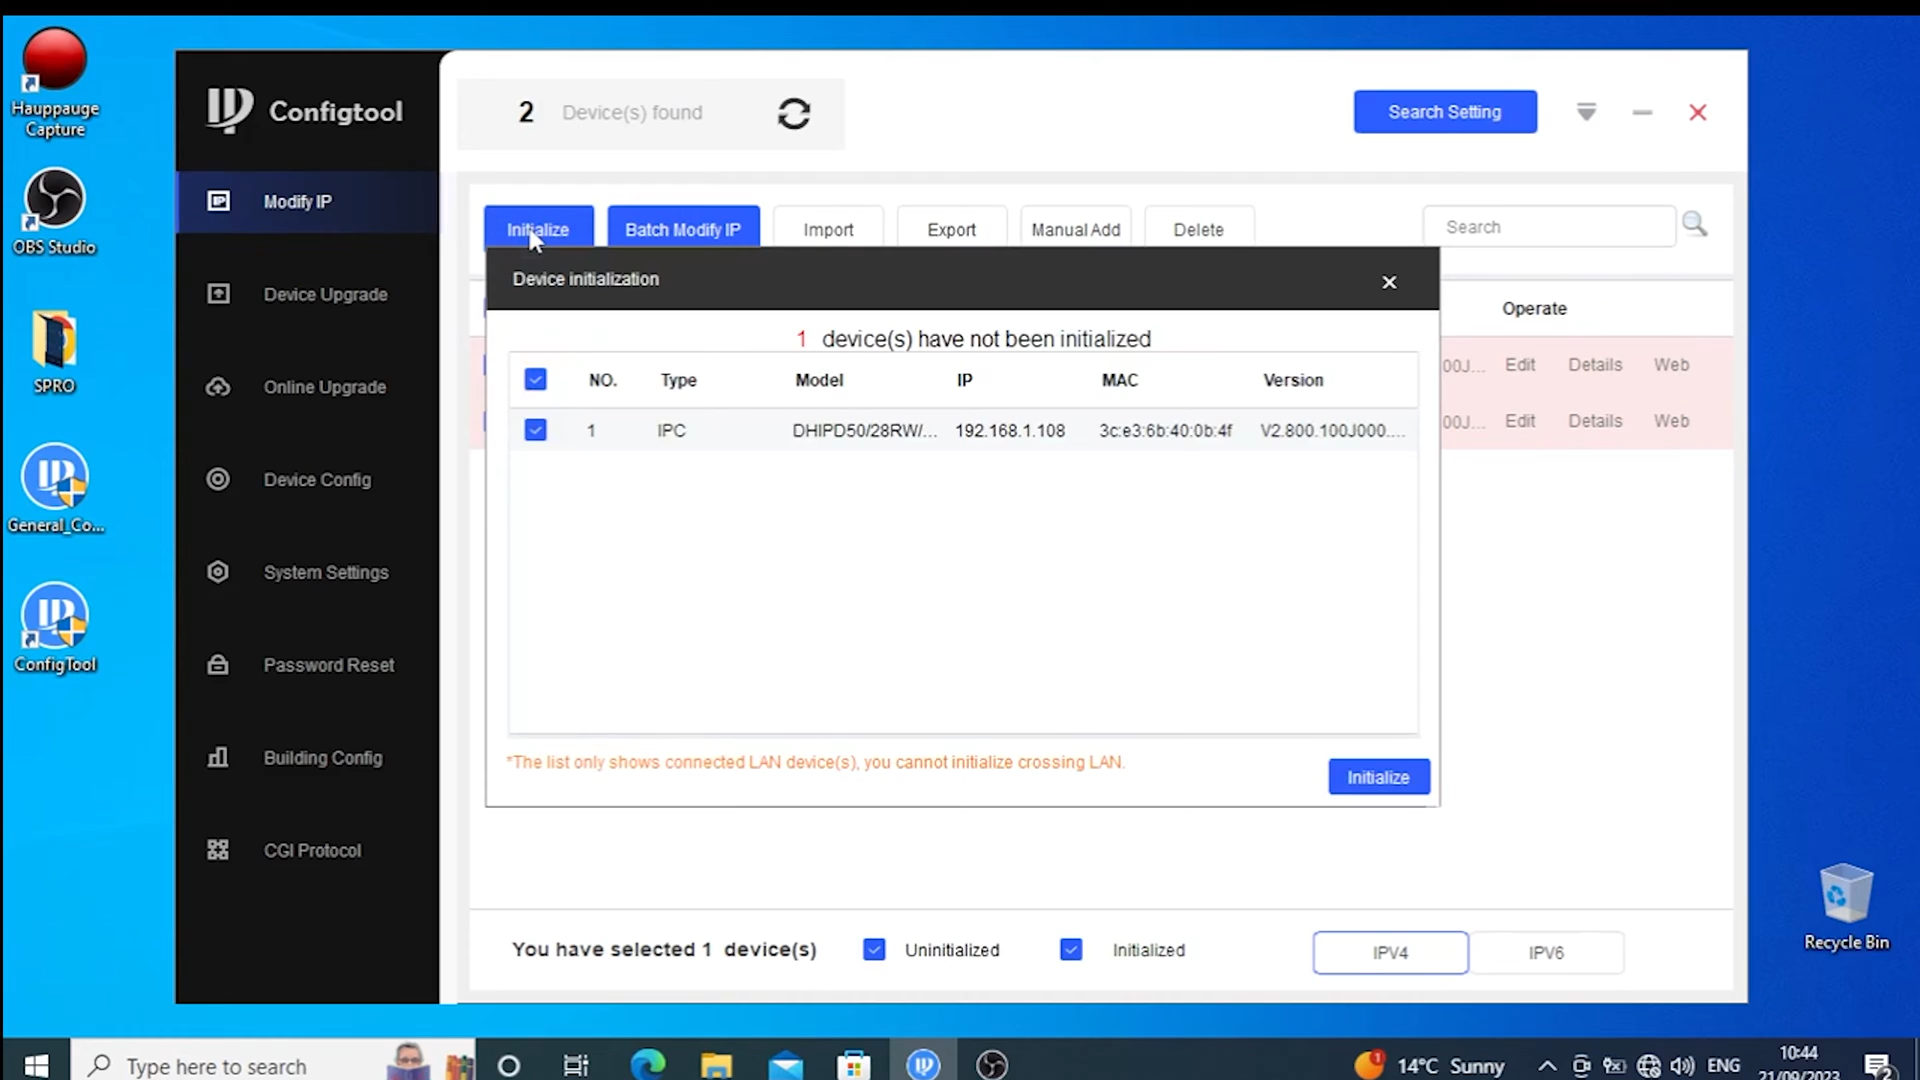 Hauppauge
Capture
OBS Studio
SPRO
General_Co...
ConfigTool
Configtool
Modify IP
Device Upgrade
Online Upgrade
Device Config
System Settings
Password Reset
Building Config
CGI Protocol
2 Device(s) found
Search Setting
Initialize Batch Modify IP Import Export Manual Add Delete Search
Device initialization
1 device(s) have not been initialized
NO. Type Model IP MAC Version
1 IPC DHIPD50/28RW/... 192.168.1.108 3c:e3:6b:40:0b:4f V2.800.100J000....
*The list only shows connected LAN device(s), you cannot initialize crossing LAN.
Initialize
Operate
00J... Edit Details Web
00J... Edit Details Web
You have selected 1 device(s) Uninitialized Initialized IPV4 IPV6
Recycle Bin
Type here to search
1 14°C Sunny ENG 10:44
21/09/2023
2